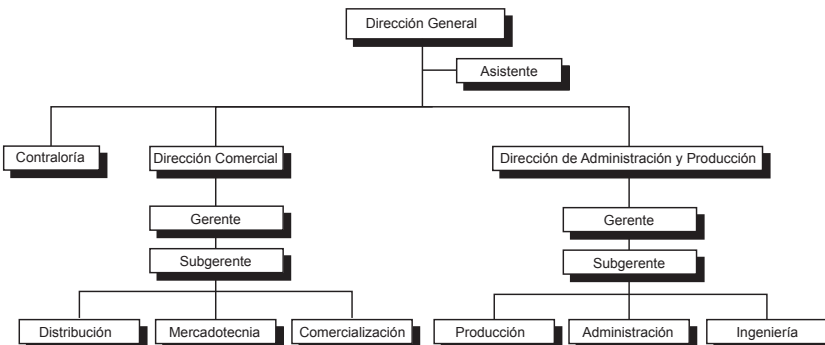 Dirección General
Asistente
Contraloría
Dirección Comercial
Dirección de Administración y Producción
Gerente
Gerente
Subgerente
Subgerente
Distribución
Mercadotecnia
Comercialización
Producción
Administración
Ingeniería